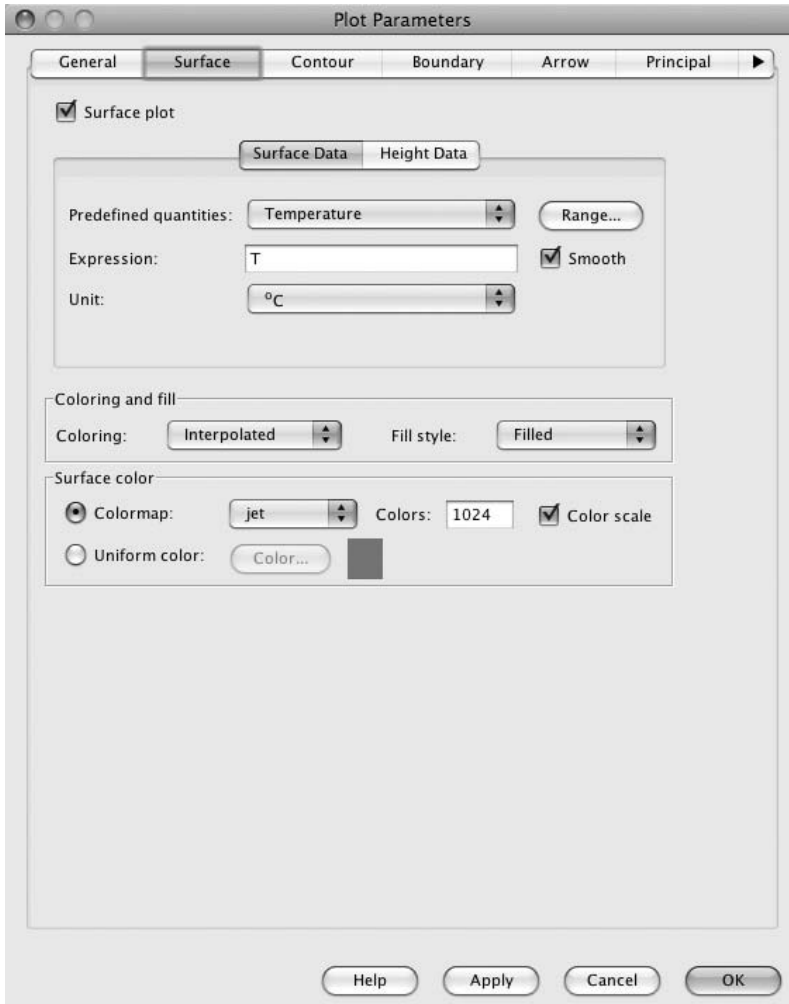 Plot Parameters
General Surface Contour Boundary Arrow Principal
Surface plot
Surface Data Height Data
Predefined quantities: Temperature Range...
Expression: T Smooth
Unit: ºC
Coloring and fill
Coloring: Interpolated Fill style: Filled
Surface color
Colormap: jet Colors: 1024 Color scale
Uniform color: Color...
Help Apply Cancel OK